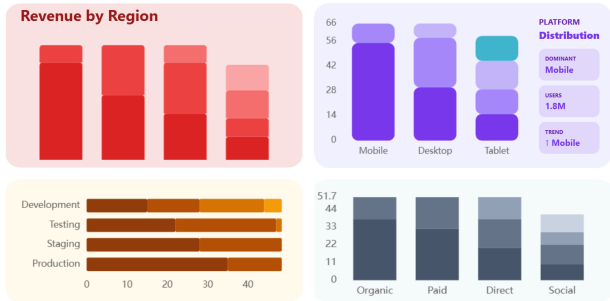 Revenue by Region
66
56
42
28
14
0
Mobile
Desktop
Tablet
PLATFORM
Distribution
DOMINANT
Mobile
USERS
1.8M
TREND
↑ Mobile
Development
Testing
Staging
Production
0
20
40
51.7
44
33
22
11
0
Organic
Paid
Direct
Social